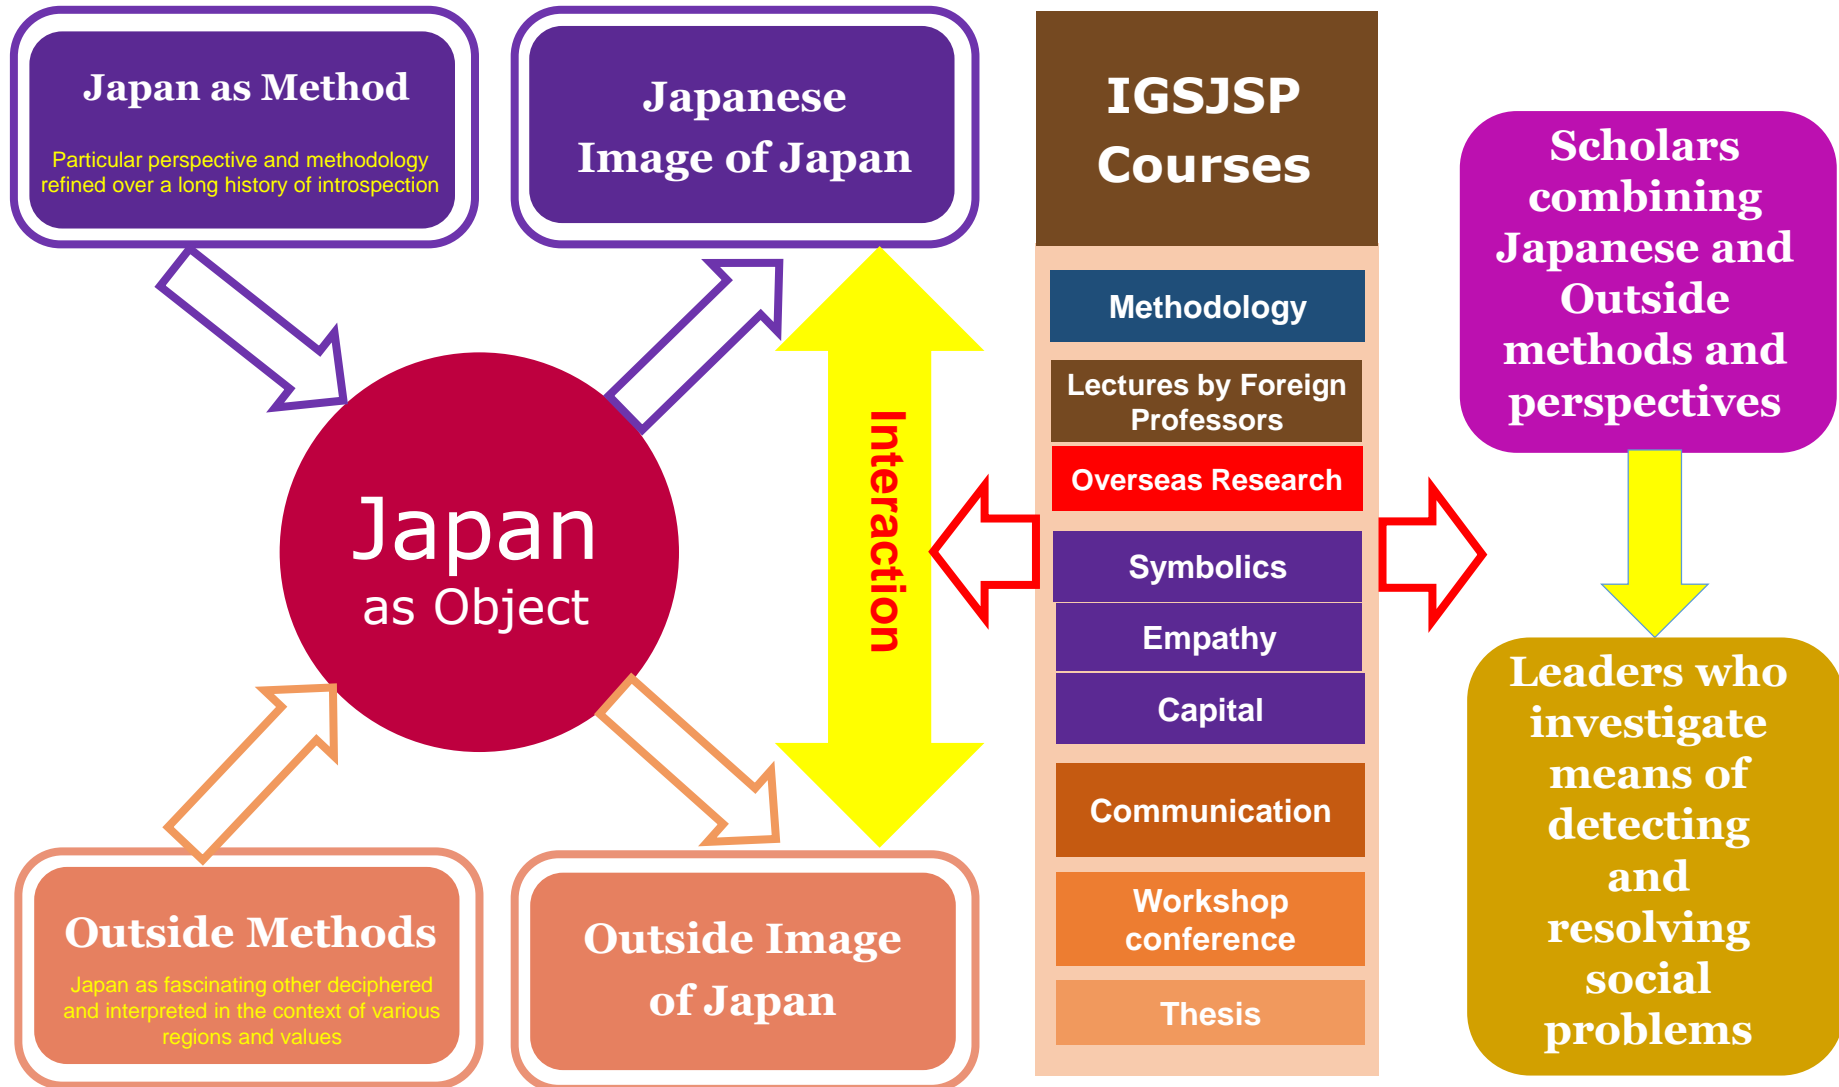 Japan as Method
Particular perspective and methodology
refined over a long history of introspection
Japanese
Image of Japan
Japan
as Object
Interaction
Outside Methods
Japan as fascinating other deciphered
and interpreted in the context of various
regions and values
Outside Image
of Japan
IGSJSP
Courses
Methodology
Lectures by Foreign
Professors
Overseas Research
Symbolics
Empathy
Capital
Communication
Workshop
conference
Thesis
Scholars
combining
Japanese and
Outside
methods and
perspectives
Leaders who
investigate
means of
detecting
and
resolving
social
problems